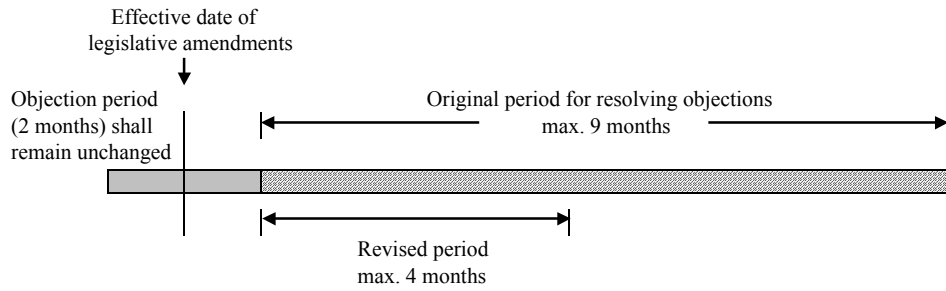 Effective date of
legislative amendments
Objection period
(2 months) shall
remain unchanged
Original period for resolving objections
max. 9 months
Revised period
max. 4 months